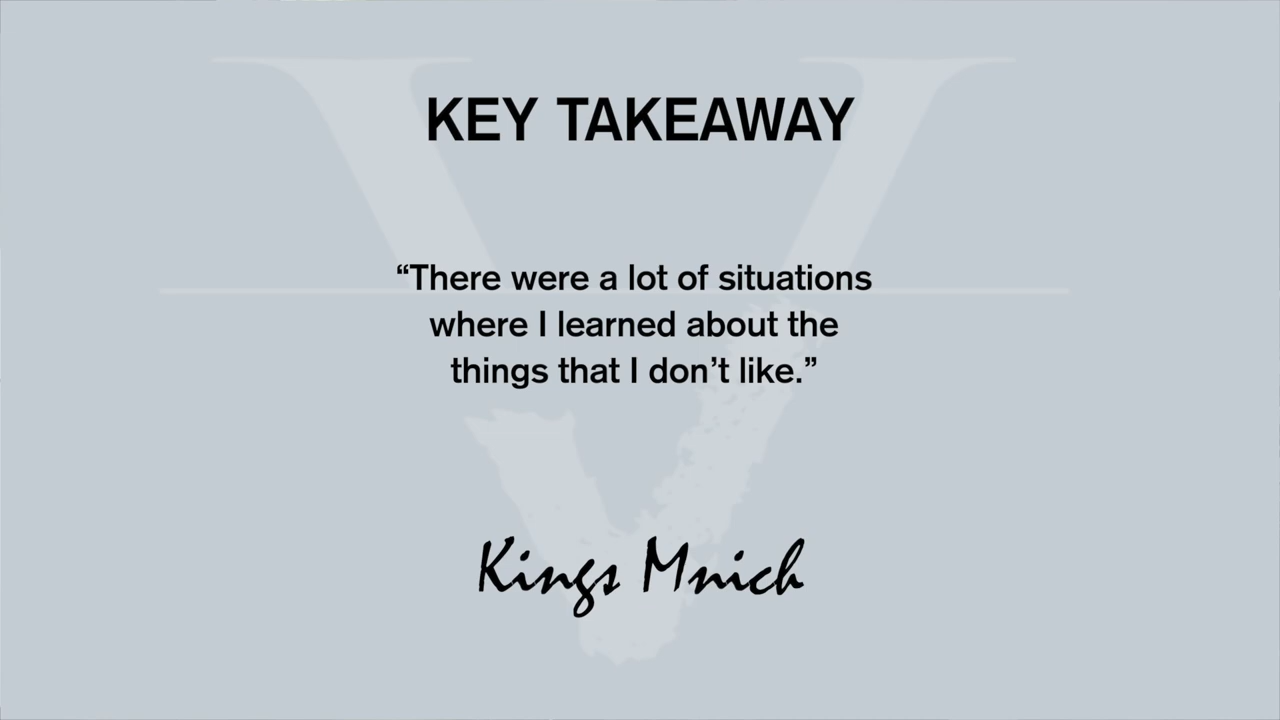 KEY TAKEAWAY
“There were a lot of situations
where I learned about the
things that I don’t like.”
Kings Mnich